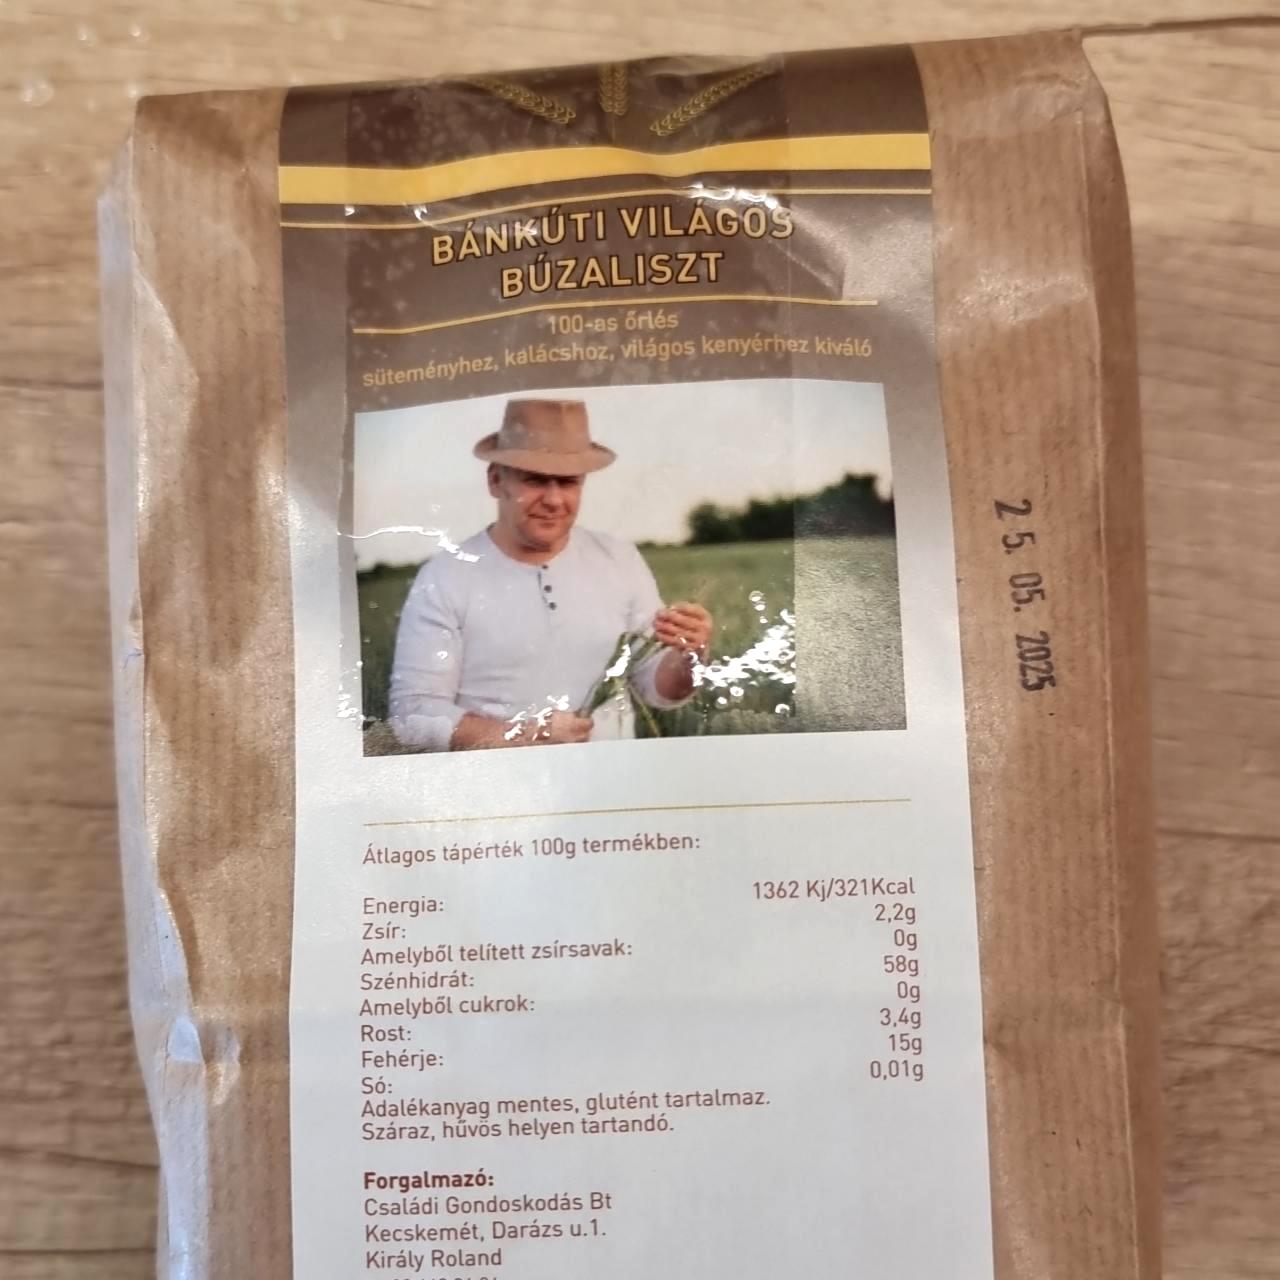 BÁNKÚTI VILÁGOS
BÚZALISZT
100-as őrlés
süteményhez, kalácshoz, világos kenyérhez kiváló
25. 05. 2025
Átlagos tápérték 100g termékben:
Energia: 1362 Kj/321Kcal
Zsír: 2,2g
Amelyből telített zsírsavak: 0g
Szénhidrát: 58g
Amelyből cukrok: 0g
Rost: 3,4g
Fehérje: 15g
Só: 0,01g
Adalékanyag mentes, glutént tartalmaz.
Száraz, hűvös helyen tartandó.
Forgalmazó:
Családi Gondoskodás Bt
Kecskemét, Darázs u.1.
Király Roland